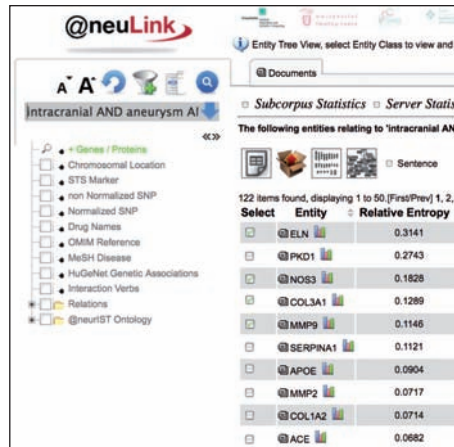 @neuLink
Entity Tree View, select Entity Class to view and
Documents
A A
intracranial AND aneurysm AI
Subcorpus Statistics Server Statis
The following entities relating to 'intracranial AN
+ Genes / Proteins
Chromosomal Location
STS Marker
non Normalized SNP
Normalized SNP
Drug Names
OMIM Reference
MeSH Disease
HuGeNet Genetic Associations
Interaction Verbs
Relations
@neurIST Ontology
Sentence
122 items found, displaying 1 to 50.[First/Prev] 1, 2,
Select Entity Relative Entropy
ELN 0.3141
PKD1 0.2743
NOS3 0.1828
COL3A1 0.1289
MMP9 0.1146
SERPINA1 0.1121
APOE 0.0904
MMP2 0.0717
COL1A2 0.0714
ACE 0.0682